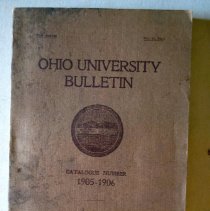 OHIO UNIVERSITY
BULLETIN
CATALOGUE NUMBER
1905-1906